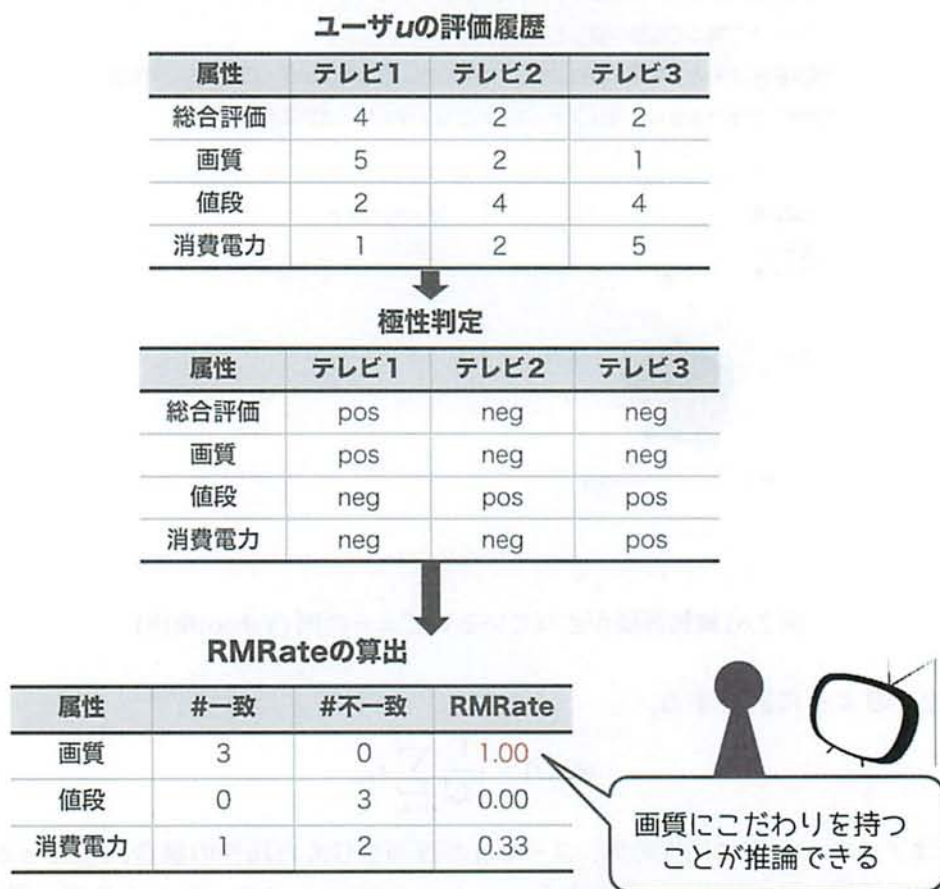 ユーザuの評価履歴
属性 テレビ1 テレビ2 テレビ3
総合評価 4 2 2
画質 5 2 1
値段 2 4 4
消費電力 1 2 5
極性判定
属性 テレビ1 テレビ2 テレビ3
総合評価 pos neg neg
画質 pos neg neg
値段 neg pos pos
消費電力 neg neg pos
RMRateの算出
属性 #一致 #不一致 RMRate
画質 3 0 1.00
値段 0 3 0.00
消費電力 1 2 0.33
画質にこだわりを持つ
ことが推論できる